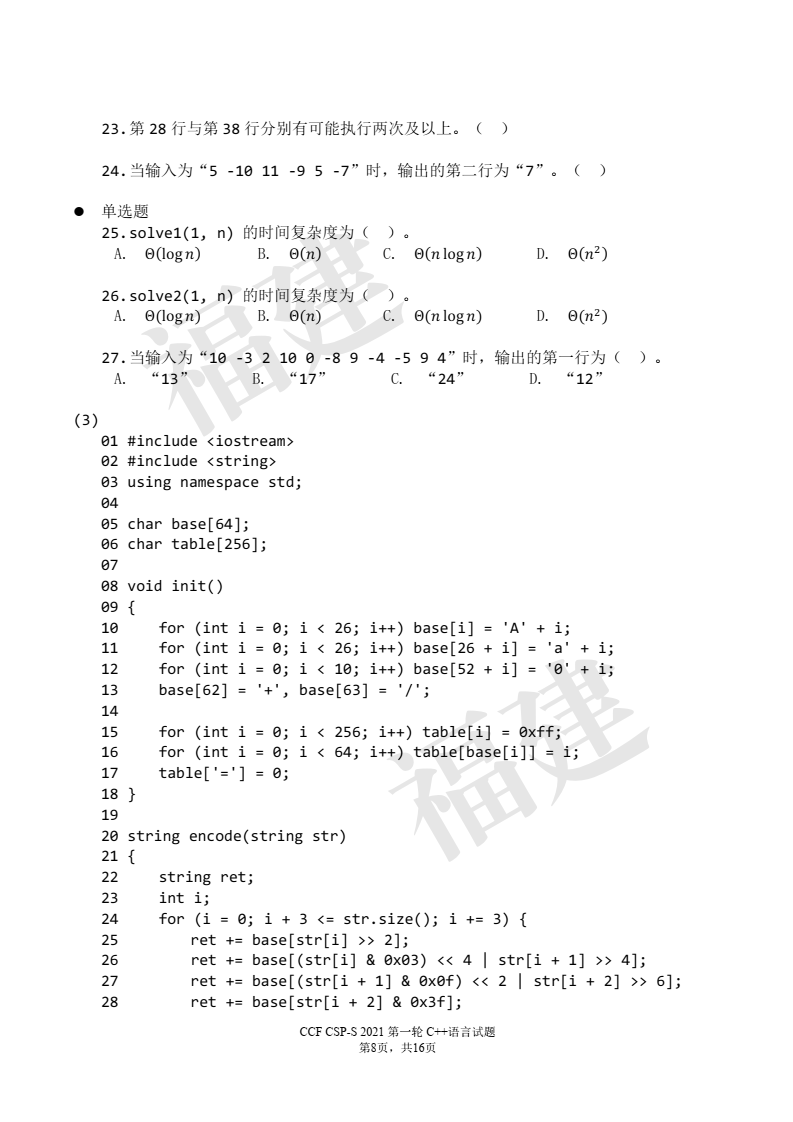 23.第 28 行与第 38 行分别有可能执行两次及以上。（ ）
24.当输入为“5 -10 11 -9 5 -7”时，输出的第二行为“7”。（ ）
● 单选题
25.solve1(1, n) 的时间复杂度为（ ）。
A. Θ(log n) B. Θ(n) C. Θ(n log n) D. Θ(n²)
26.solve2(1, n) 的时间复杂度为（ ）。
A. Θ(log n) B. Θ(n) C. Θ(n log n) D. Θ(n²)
27.当输入为“10 -3 2 10 0 -8 9 -4 -5 9 4”时，输出的第一行为（ ）。
A. “13” B. “17” C. “24” D. “12”
(3)
01 #include <iostream>
02 #include <string>
03 using namespace std;
04
05 char base[64];
06 char table[256];
07
08 void init()
09 {
10     for (int i = 0; i < 26; i++) base[i] = 'A' + i;
11     for (int i = 0; i < 26; i++) base[26 + i] = 'a' + i;
12     for (int i = 0; i < 10; i++) base[52 + i] = '0' + i;
13     base[62] = '+', base[63] = '/';
14
15     for (int i = 0; i < 256; i++) table[i] = 0xff;
16     for (int i = 0; i < 64; i++) table[base[i]] = i;
17     table['='] = 0;
18 }
19
20 string encode(string str)
21 {
22     string ret;
23     int i;
24     for (i = 0; i + 3 <= str.size(); i += 3) {
25         ret += base[str[i] >> 2];
26         ret += base[(str[i] & 0x03) << 4 | str[i + 1] >> 4];
27         ret += base[(str[i + 1] & 0x0f) << 2 | str[i + 2] >> 6];
28         ret += base[str[i + 2] & 0x3f];
CCF CSP-S 2021 第一轮 C++语言试题
第8页，共16页
福建
福建